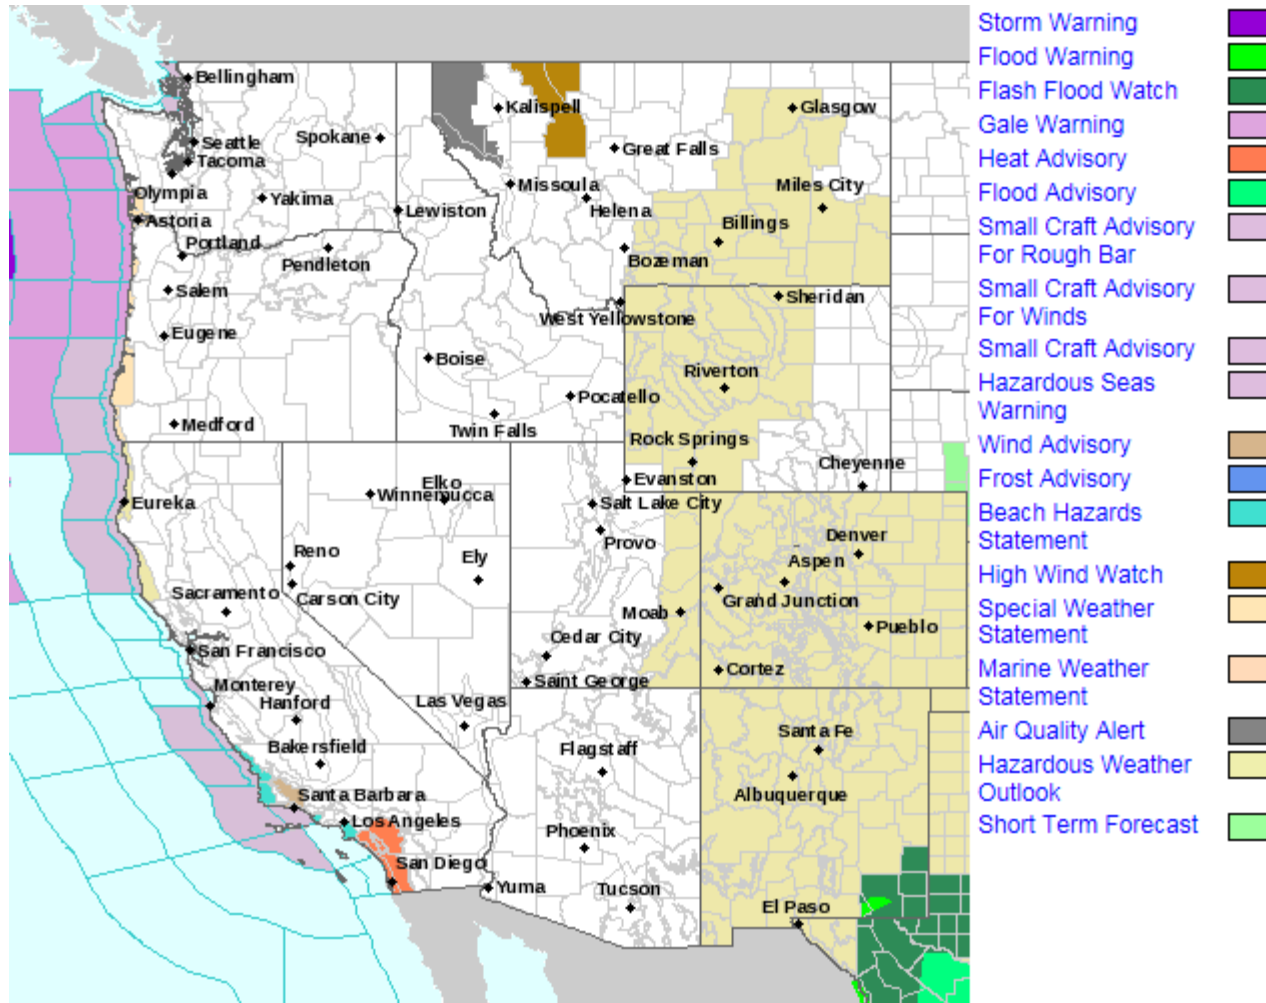 Bellingham
Seattle
Tacoma
Olympia
Spokane
Yakima
Astoria
Portland
Pendleton
Lewiston
Kalispell
Great Falls
Missoula
Helena
Glasgow
Miles City
Billings
Bozeman
West Yellowstone
Sheridan
Salem
Eugene
Medford
Boise
Pocatello
Twin Falls
Riverton
Rock Springs
Cheyenne
Evanston
Eureka
Elko
Winnemucca
Salt Lake City
Provo
Reno
Carson City
Ely
Denver
Aspen
Grand Junction
Pueblo
Moab
Cortez
Sacramento
San Francisco
Cedar City
Saint George
Monterey
Hanford
Las Vegas
Bakersfield
Santa Barbara
Los Angeles
San Diego
Flagstaff
Santa Fe
Albuquerque
Phoenix
Yuma
Tucson
El Paso
Storm Warning
Flood Warning
Flash Flood Watch
Gale Warning
Heat Advisory
Flood Advisory
Small Craft Advisory
For Rough Bar
Small Craft Advisory
For Winds
Small Craft Advisory
Hazardous Seas
Warning
Wind Advisory
Frost Advisory
Beach Hazards
Statement
High Wind Watch
Special Weather
Statement
Marine Weather
Statement
Air Quality Alert
Hazardous Weather
Outlook
Short Term Forecast